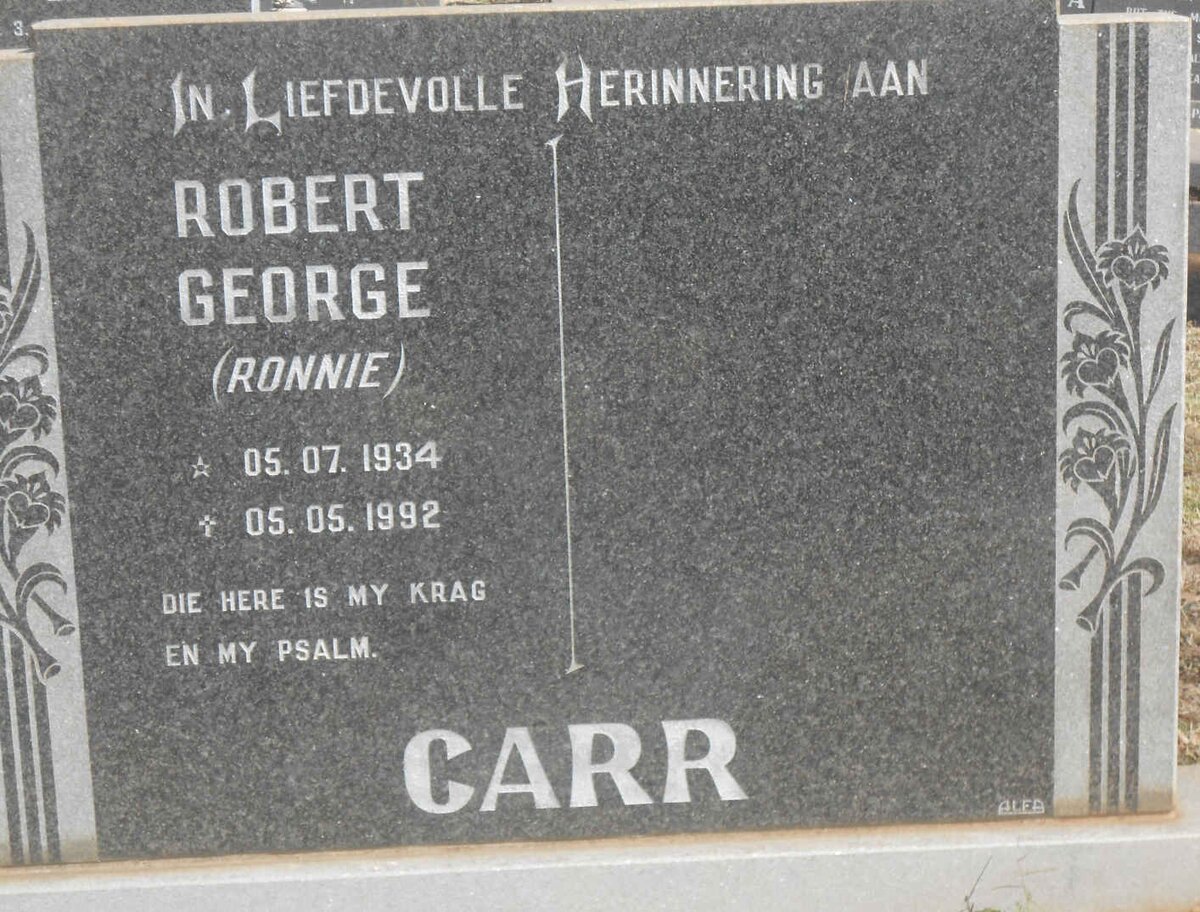 IN LIEFDEVOLLE HERINNERING AAN
ROBERT
GEORGE
(RONNIE)
☆ 05. 07. 1934
✝ 05. 05. 1992
DIE HERE IS MY KRAG
EN MY PSALM.
CARR
ALFA
3.